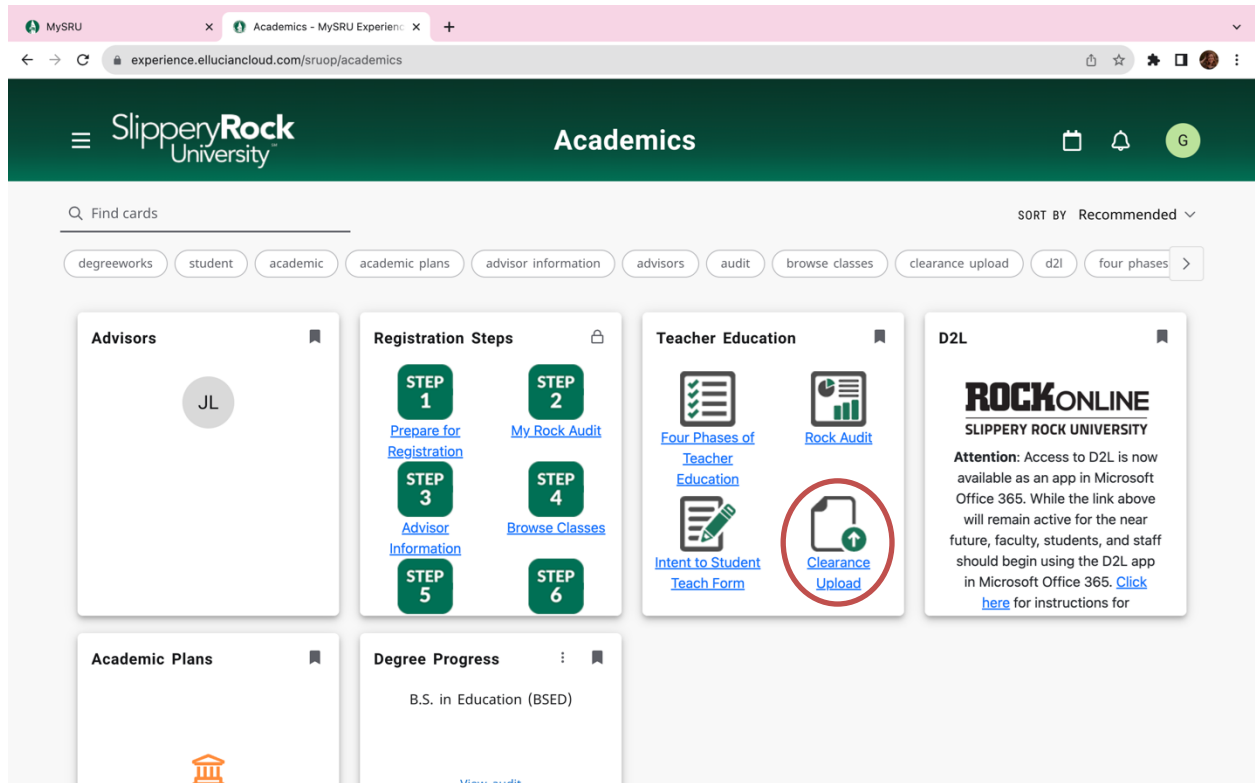 MySRU
Academics - MySRU Experienc
experience.elluciancloud.com/sruop/academics
SlipperyRock
University™
Academics
G
Find cards
SORT BY Recommended
degreeworks student academic academic plans advisor information advisors audit browse classes clearance upload d2l four phases
Advisors
JL
Registration Steps
STEP
1
STEP
2
Prepare for
Registration
My Rock Audit
STEP
3
STEP
4
Advisor
Information
Browse Classes
STEP
5
STEP
6
Teacher Education
Four Phases of
Teacher
Education
Rock Audit
Intent to Student
Teach Form
Clearance
Upload
D2L
ROCKONLINE
SLIPPERY ROCK UNIVERSITY
Attention: Access to D2L is now
available as an app in Microsoft
Office 365. While the link above
will remain active for the near
future, faculty, students, and staff
should begin using the D2L app
in Microsoft Office 365. Click
here for instructions for
Academic Plans
Degree Progress
B.S. in Education (BSED)
View audit